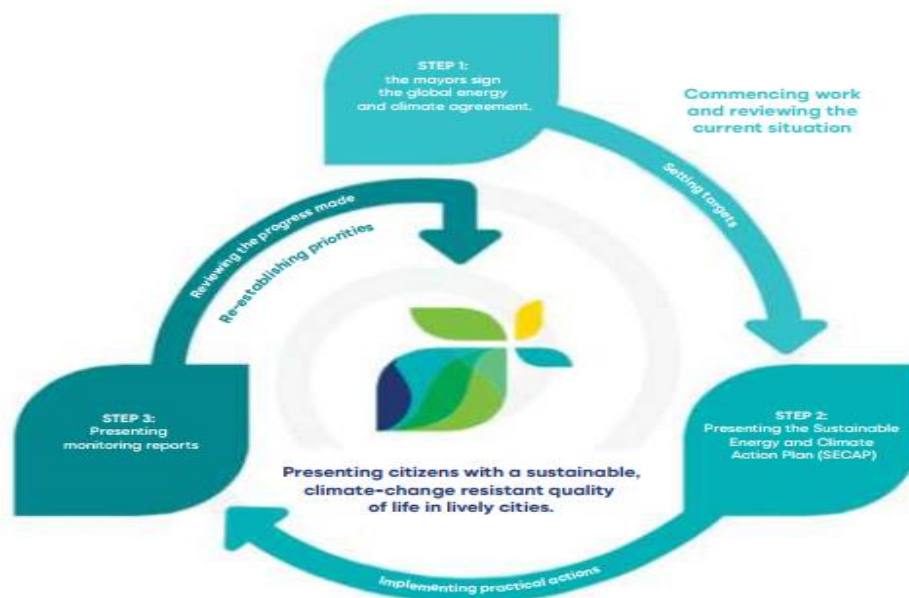 STEP 1:
the mayors sign
the global energy
and climate agreement.
Commencing work
and reviewing the
current situation
Setting targets
STEP 2:
Presenting the Sustainable
Energy and Climate
Action Plan (SECAP)
Implementing practical actions
STEP 3:
Presenting
monitoring reports
Reviewing the progress made
Re-establishing priorities
Presenting citizens with a sustainable,
climate-change resistant quality
of life in lively cities.